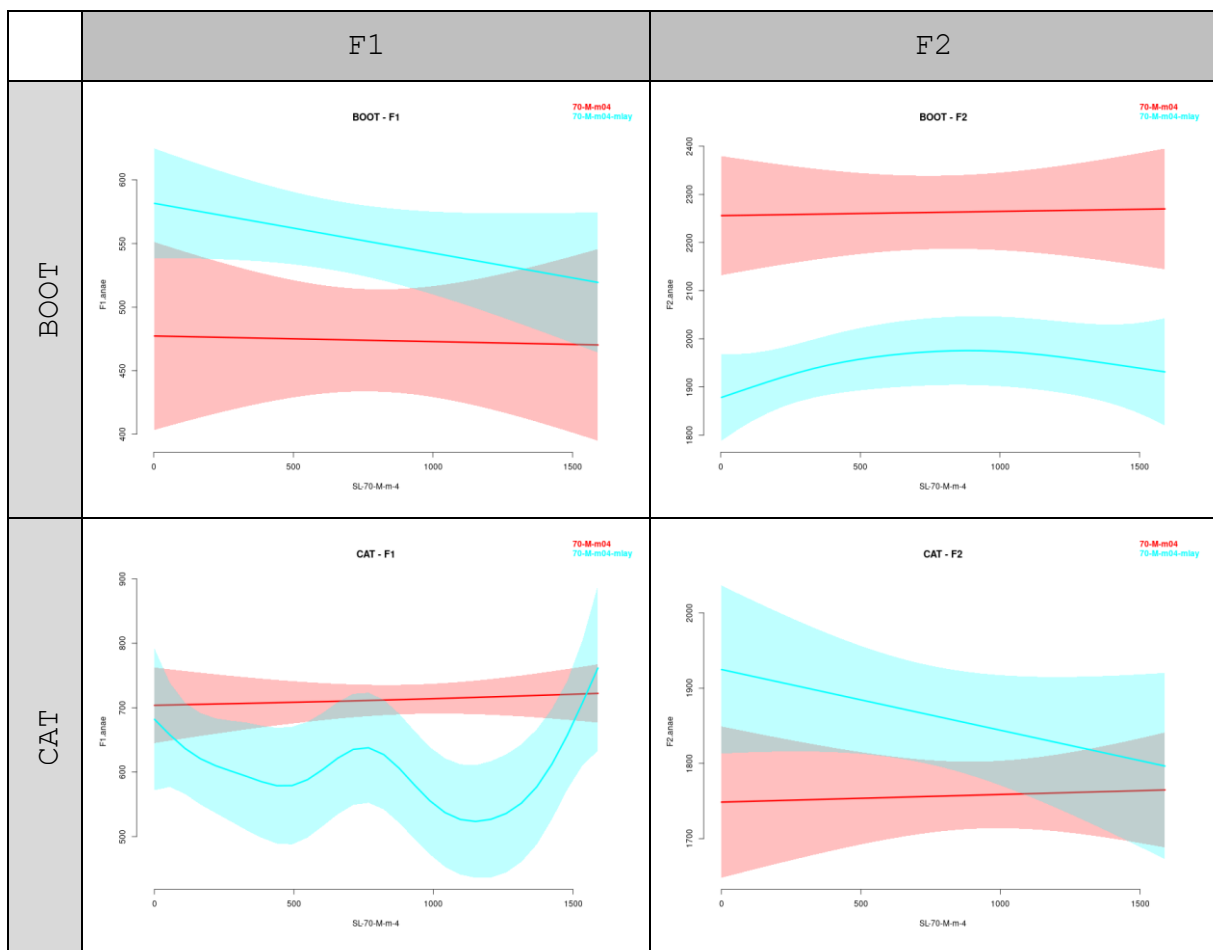 F1
F2
BOOT
BOOT - F1
70-M-m04
70-M-m04-mlay
F1.anae
600
550
500
450
400
0
500
1000
1500
SL-70-M-m-4
BOOT - F2
70-M-m04
70-M-m04-mlay
F2.anae
2400
2300
2200
2100
2000
1900
1800
0
500
1000
1500
SL-70-M-m-4
CAT
CAT - F1
70-M-m04
70-M-m04-mlay
F1.anae
900
800
700
600
500
0
500
1000
1500
SL-70-M-m-4
CAT - F2
70-M-m04
70-M-m04-mlay
F2.anae
2000
1900
1800
1700
0
500
1000
1500
SL-70-M-m-4